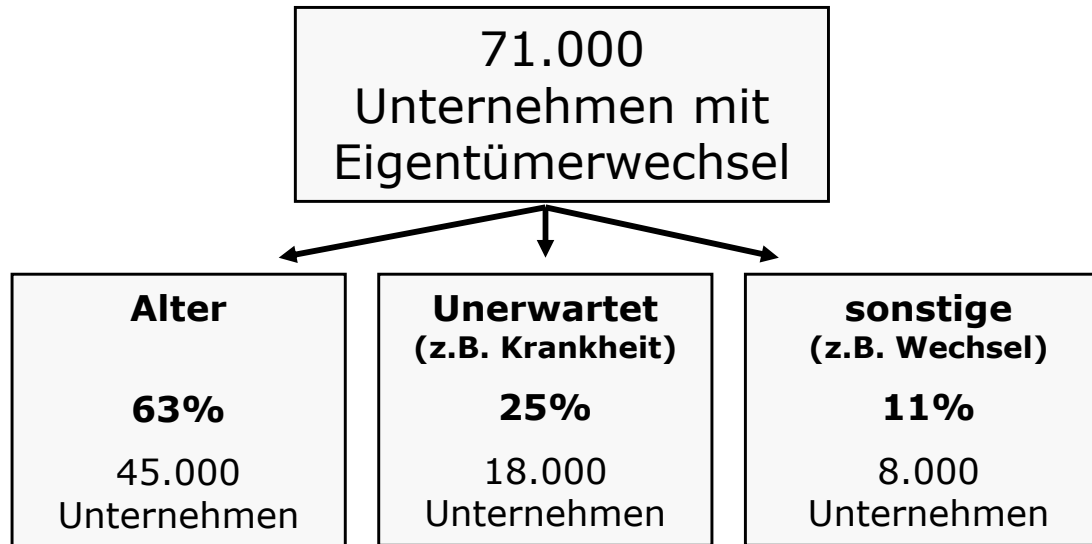 71.000
Unternehmen mit
Eigentümerwechsel
Alter
63%
45.000
Unternehmen
Unerwartet
(z.B. Krankheit)
25%
18.000
Unternehmen
sonstige
(z.B. Wechsel)
11%
8.000
Unternehmen